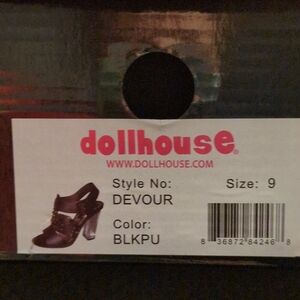 dollhouse®
WWW.DOLLHOUSE.COM
Style No: Size: 9
DEVOUR
Color:
BLKPU
8 36872 84246 8